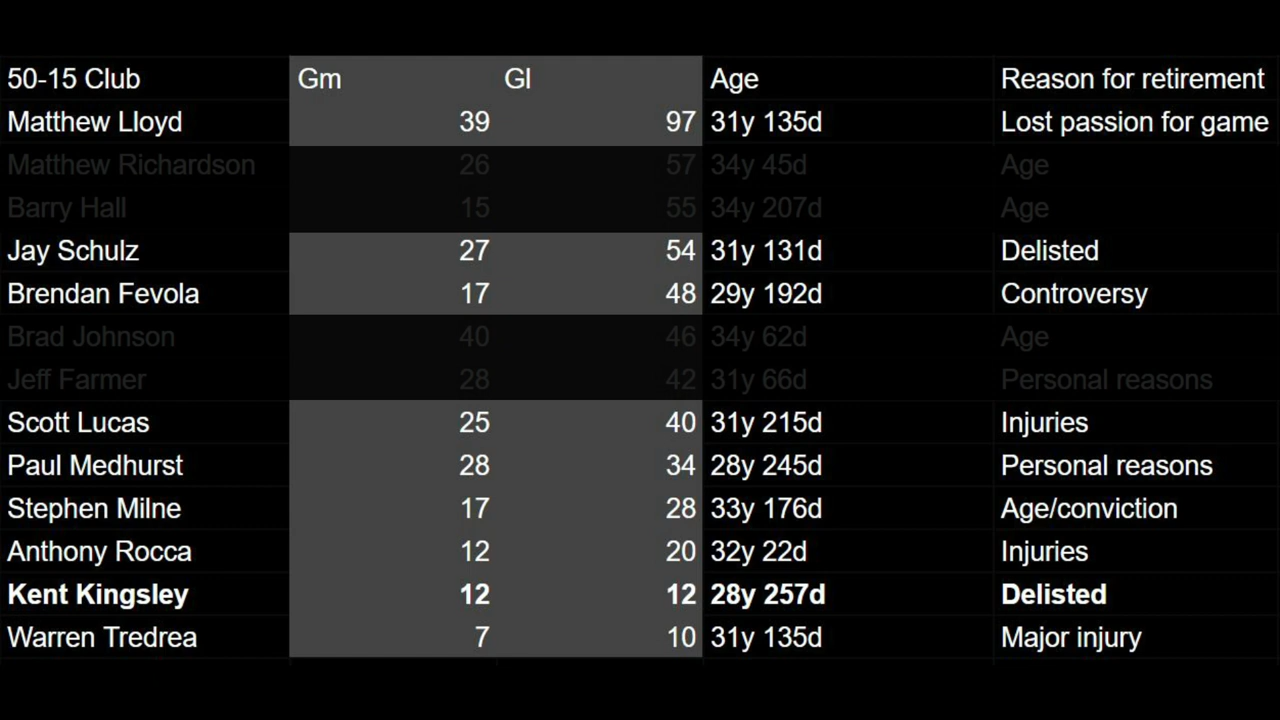 50-15 Club Gm Gl Age Reason for retirement
Matthew Lloyd 39 97 31y 135d Lost passion for game
Matthew Richardson 26 57 34y 45d Age
Barry Hall 15 55 34y 207d Age
Jay Schulz 27 54 31y 131d Delisted
Brendan Fevola 17 48 29y 192d Controversy
Brad Johnson 40 46 34y 62d Age
Jeff Farmer 28 42 31y 66d Personal reasons
Scott Lucas 25 40 31y 215d Injuries
Paul Medhurst 28 34 28y 245d Personal reasons
Stephen Milne 17 28 33y 176d Age/conviction
Anthony Rocca 12 20 32y 22d Injuries
Kent Kingsley 12 12 28y 257d Delisted
Warren Tredrea 7 10 31y 135d Major injury